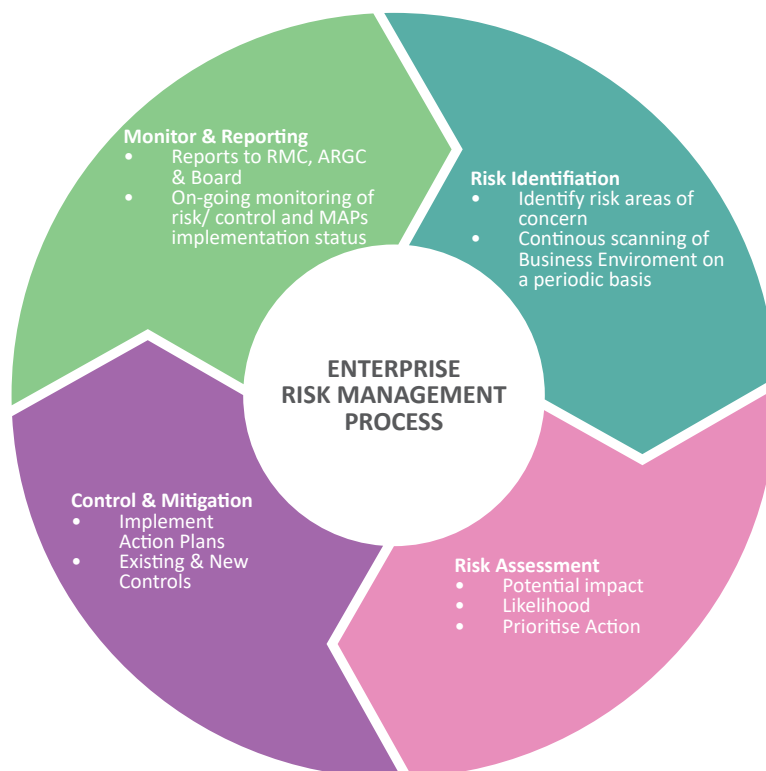 Monitor & Reporting
• Reports to RMC, ARGC
& Board
• On-going monitoring of
risk/ control and MAPs
implementation status
Risk Identifiation
• Identify risk areas of
concern
• Continous scanning of
Business Enviroment on
a periodic basis
ENTERPRISE
RISK MANAGEMENT
PROCESS
Control & Mitigation
• Implement
Action Plans
• Existing & New
Controls
Risk Assessment
• Potential impact
• Likelihood
• Prioritise Action